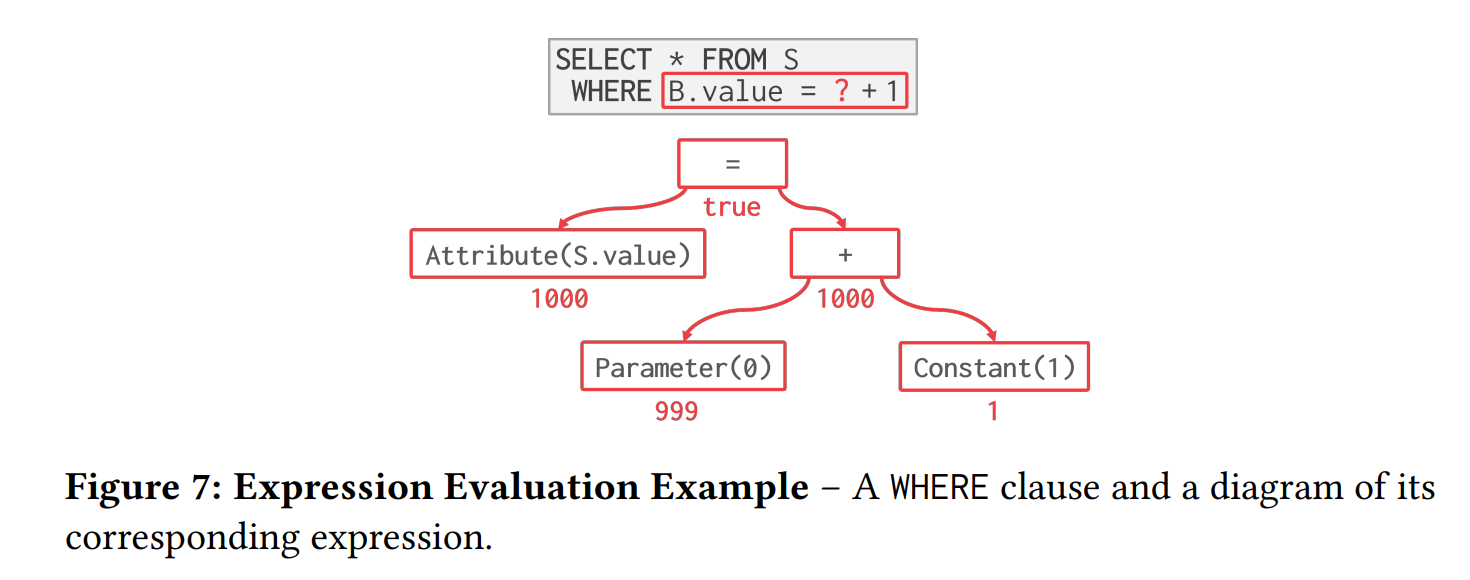 SELECT * FROM S
WHERE B.value = ? + 1
=
true
Attribute(S.value)
+
1000
1000
Parameter(0)
Constant(1)
999
1
Figure 7: Expression Evaluation Example – A WHERE clause and a diagram of its
corresponding expression.